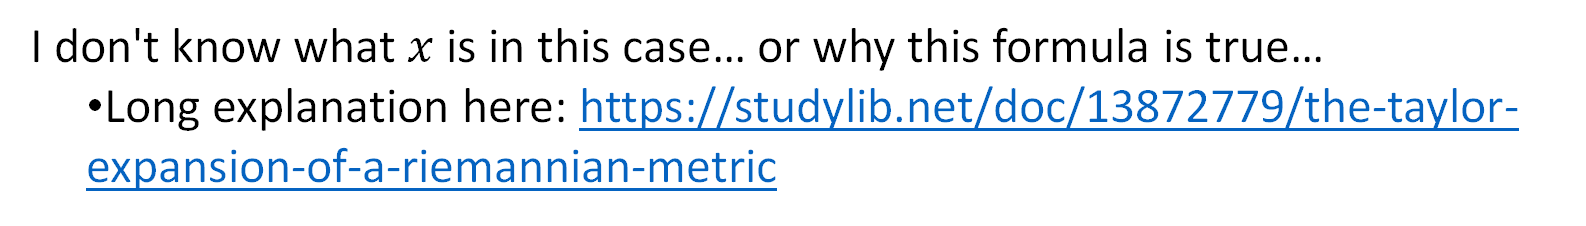 I don't know what x is in this case... or why this formula is true...
•Long explanation here: https://studylib.net/doc/13872779/the-taylor-
expansion-of-a-riemannian-metric